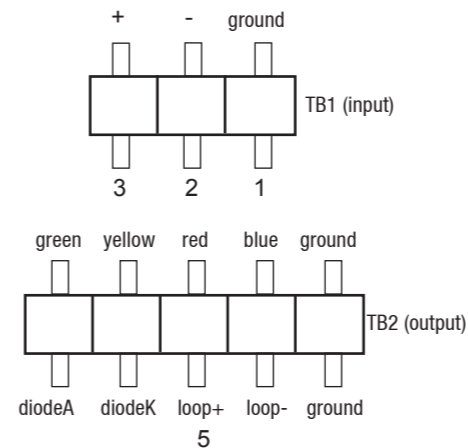 + - ground
TB1 (input)
3 2 1
green yellow red blue ground
TB2 (output)
diodeA diodeK loop+ loop- ground
5